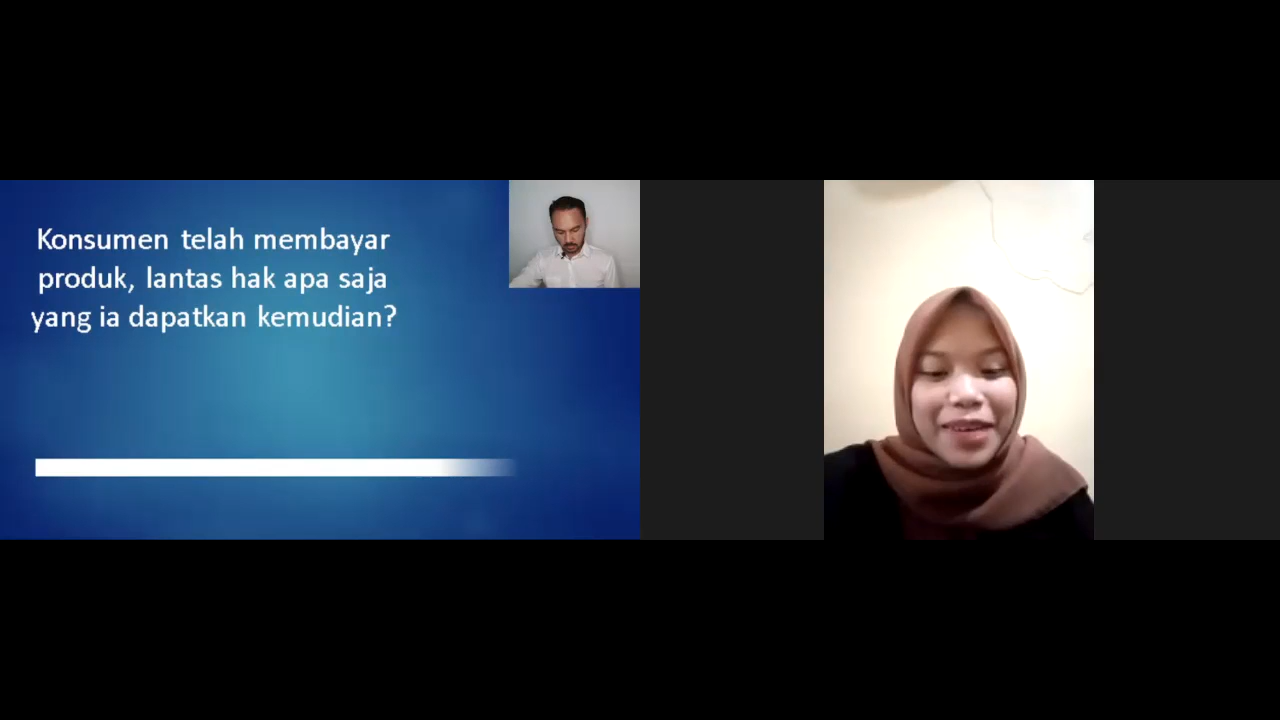 Konsumen telah membayar
produk, lantas hak apa saja
yang ia dapatkan kemudian?